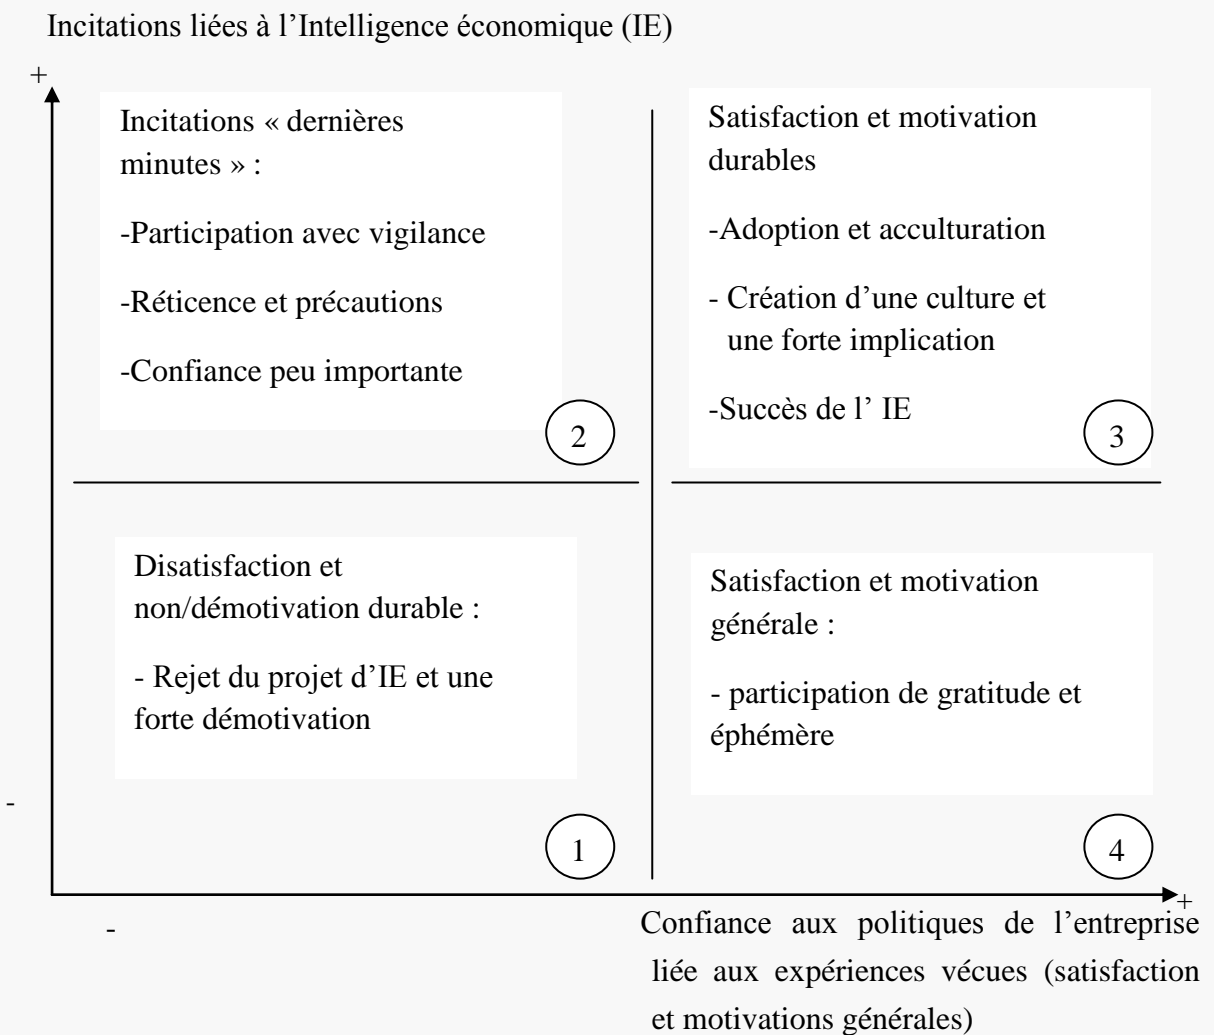 Incitations liées à l’Intelligence économique (IE)
+
Incitations « dernières
minutes » :
-Participation avec vigilance
-Réticence et précautions
-Confiance peu importante
2
Satisfaction et motivation
durables
-Adoption et acculturation
- Création d’une culture et
une forte implication
-Succès de l’ IE
3
Disatisfaction et
non/démotivation durable :
- Rejet du projet d’IE et une
forte démotivation
1
Satisfaction et motivation
générale :
- participation de gratitude et
éphémère
4
-
-
+
Confiance aux politiques de l’entreprise
liée aux expériences vécues (satisfaction
et motivations générales)